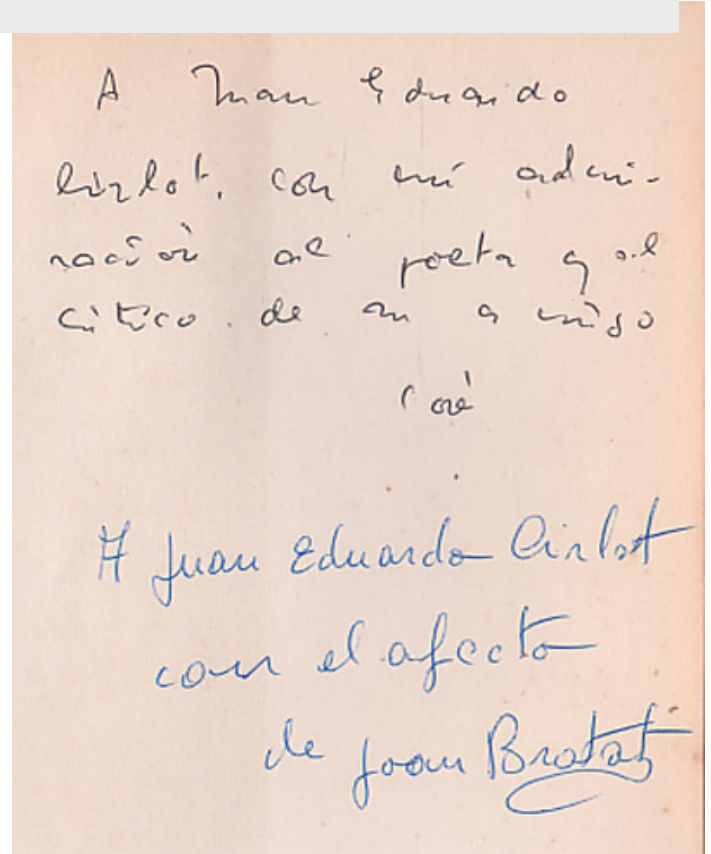 A Juan Eduardo
Cirlot, con mi admi-
ración al poeta y al
crítico de su amigo
A Juan Eduardo Cirlot
con el afecto
de Joan Brotat